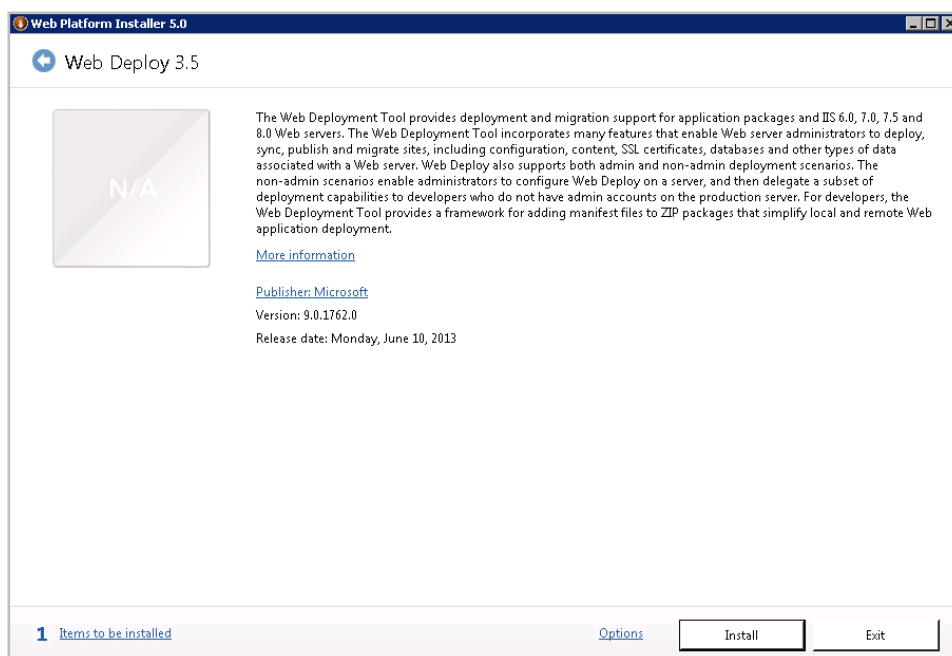 Web Platform Installer 5.0
Web Deploy 3.5
N/A
The Web Deployment Tool provides deployment and migration support for application packages and IIS 6.0, 7.0, 7.5 and
8.0 Web servers. The Web Deployment Tool incorporates many features that enable Web server administrators to deploy,
sync, publish and migrate sites, including configuration, content, SSL certificates, databases and other types of data
associated with a Web server. Web Deploy also supports both admin and non-admin deployment scenarios. The
non-admin scenarios enable administrators to configure Web Deploy on a server, and then delegate a subset of
deployment capabilities to developers who do not have admin accounts on the production server. For developers, the
Web Deployment Tool provides a framework for adding manifest files to ZIP packages that simplify local and remote Web
application deployment.
More information
Publisher: Microsoft
Version: 9.0.1762.0
Release date: Monday, June 10, 2013
1 Items to be installed
Options
Install
Exit